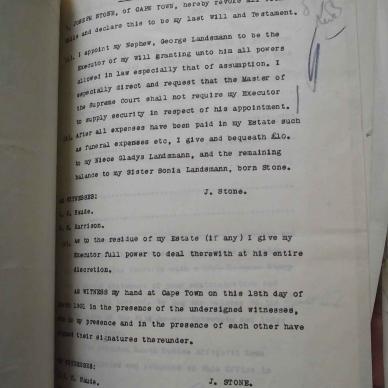 I, JOSEPH STONE, of CAPE TOWN, hereby revoke all
and declare this to be my last Will and Testament.
I appoint my Nephew, George Landsmann to be the
Executor of my Will granting unto him all powers
allowed in law especially that of assumption. I
especially direct and request that the Master of
the Supreme Court shall not require my Executor
to supply security in respect of his appointment.
After all expenses have been paid in my Estate such
as funeral expenses etc, I give and bequeath £10.
to my Niece Gladys Landsmann, and the remaining
balance to my Sister Sonia Landsmann, born Stone.
WITNESSES: J. Stone.
Harrison.
As to the residue of my Estate (if any) I give my
Executor full power to deal therewith at his entire
discretion.
AS WITNESS my hand at Cape Town on this 18th day of
in the presence of the undersigned witnesses,
in my presence and in the presence of each other have
their signatures thereunder.
WITNESSES:
J. STONE.